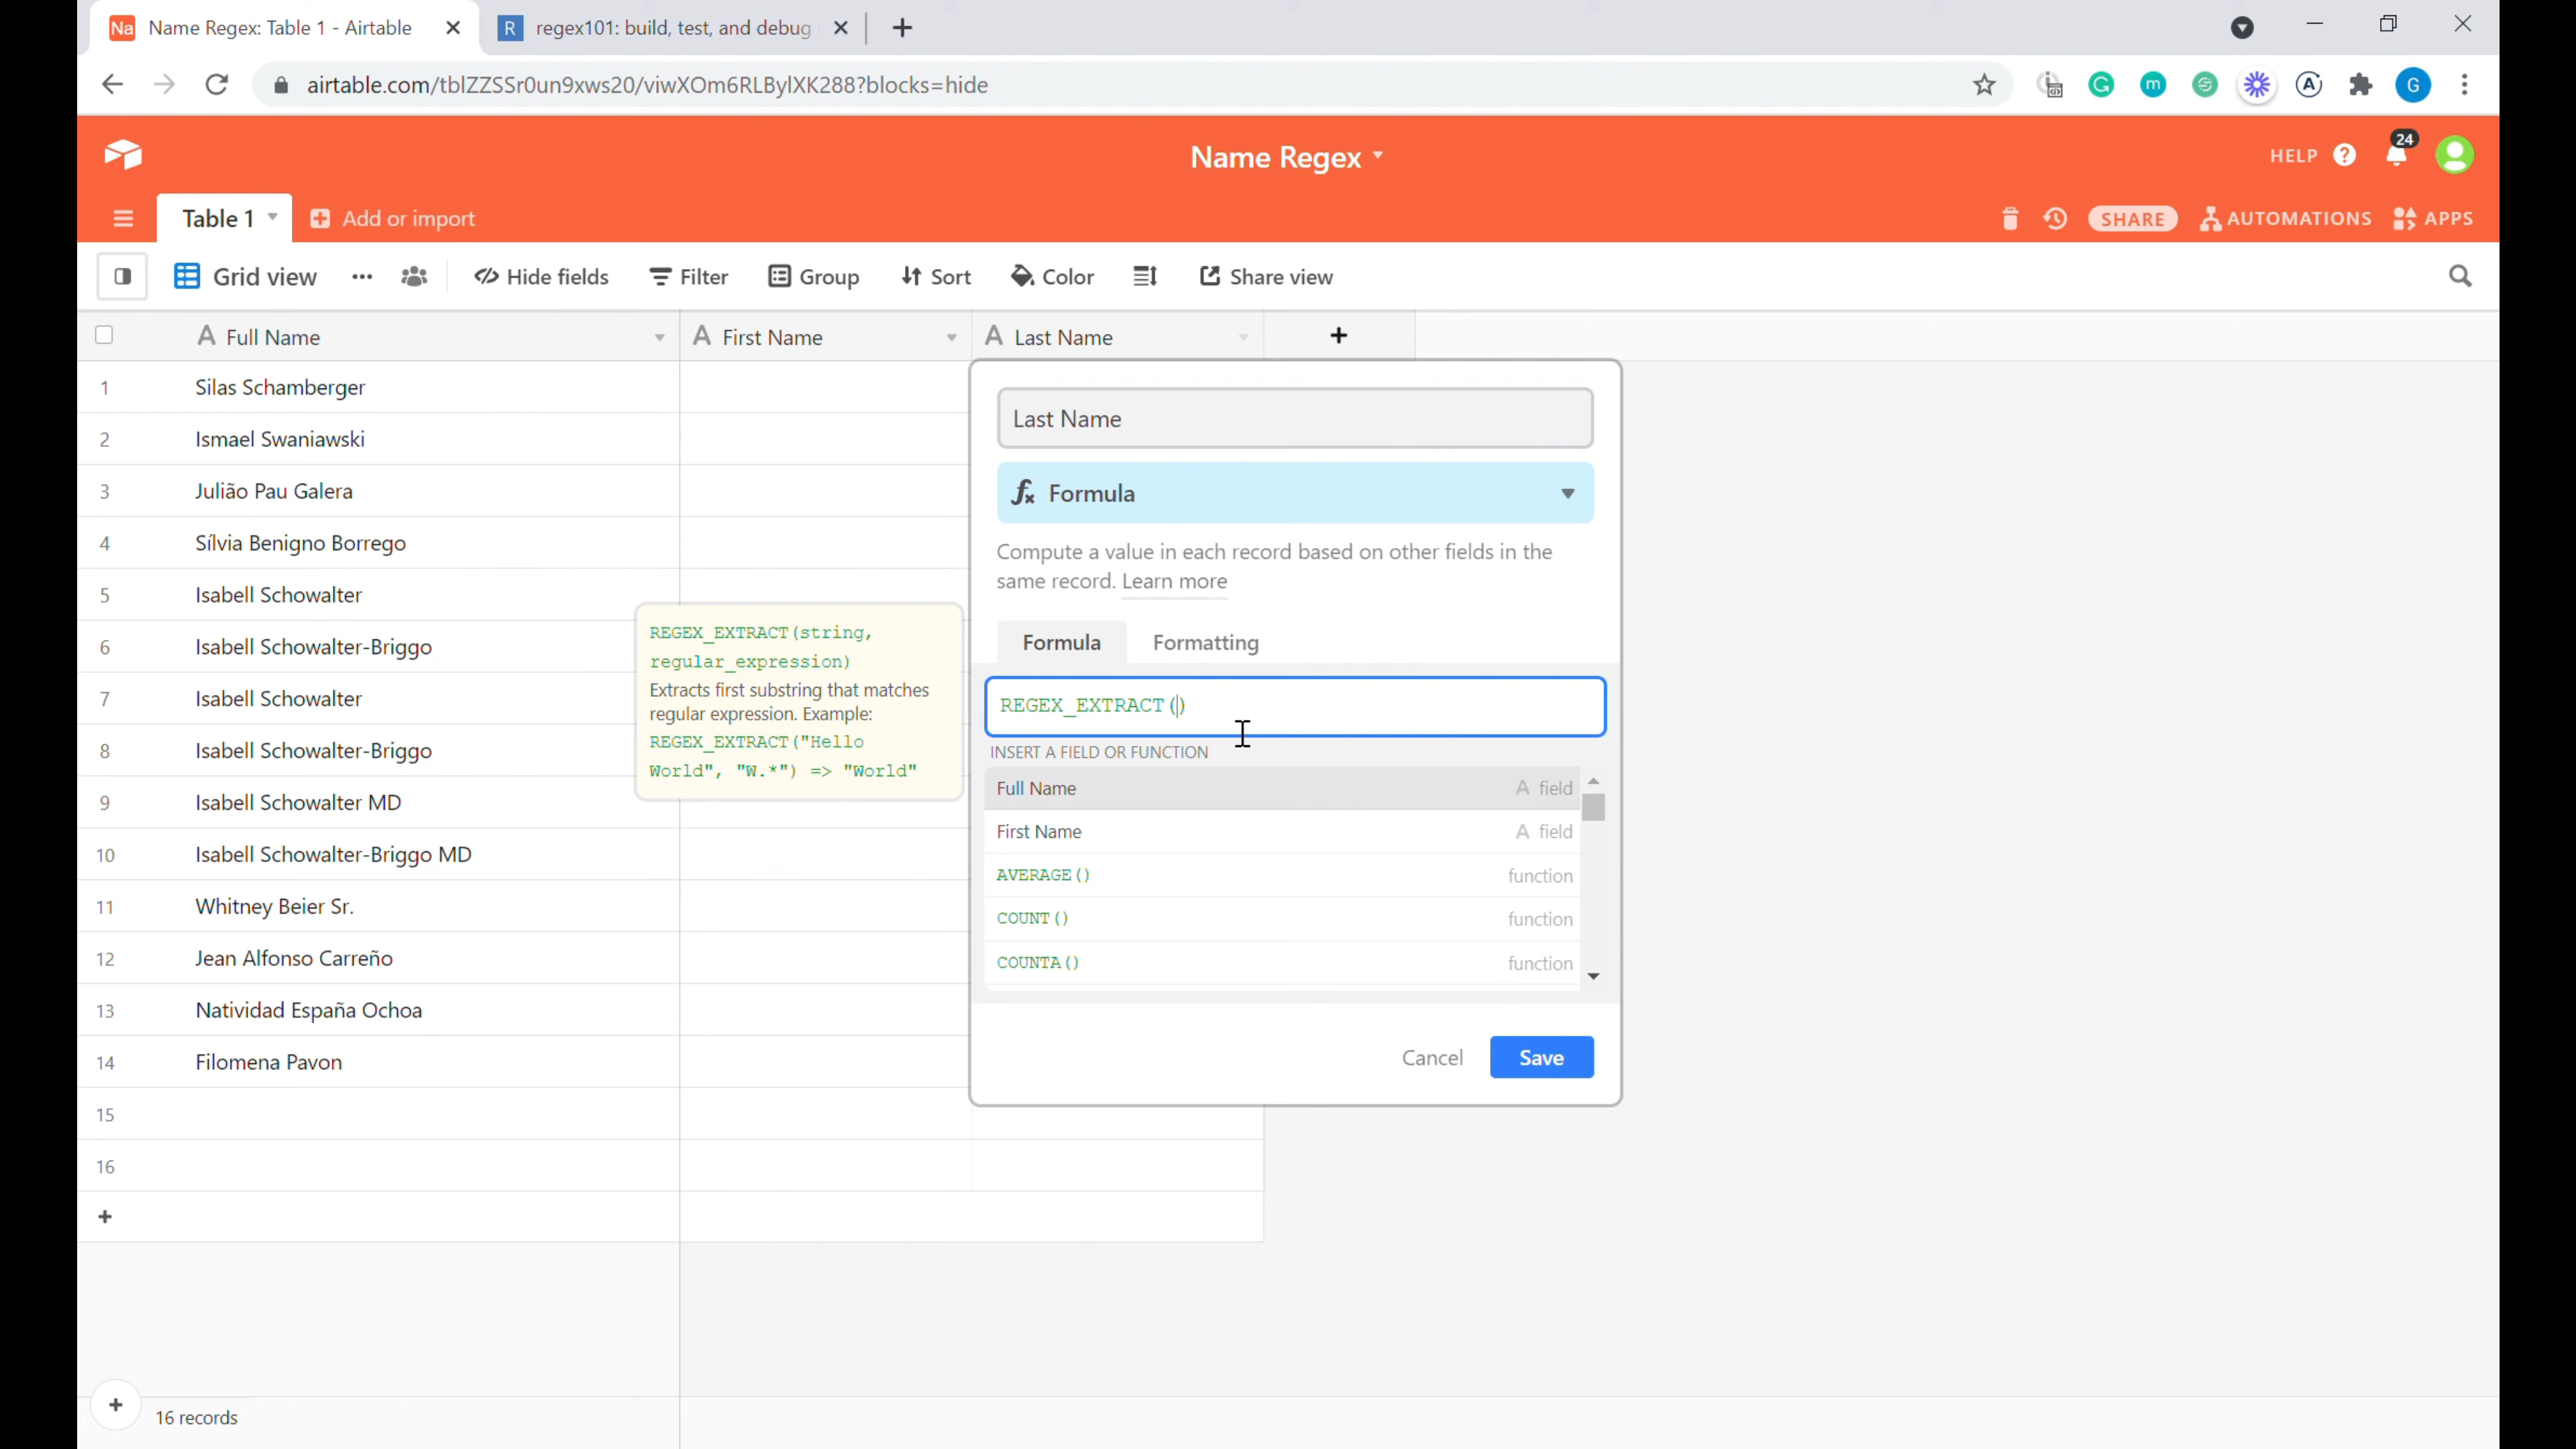 Na Name Regex: Table 1 - Airtable
R regex101: build, test, and debug
airtable.com/tblZZSSr0un9xws20/viwXOm6RLBylXK288?blocks=hide
G
m
A
G
Name Regex
HELP ?
24
Table 1
Add or import
SHARE
AUTOMATIONS
APPS
Grid view
Hide fields
Filter
Group
Sort
Color
Share view
A Full Name
A First Name
A Last Name
+
1 Silas Schamberger
2 Ismael Swaniawski
3 Julião Pau Galera
4 Sílvia Benigno Borrego
5 Isabell Schowalter
6 Isabell Schowalter-Briggo
7 Isabell Schowalter
8 Isabell Schowalter-Briggo
9 Isabell Schowalter MD
10 Isabell Schowalter-Briggo MD
11 Whitney Beier Sr.
12 Jean Alfonso Carreño
13 Natividad España Ochoa
14 Filomena Pavon
15
16
+
REGEX_EXTRACT(string,
regular_expression)
Extracts first substring that matches
regular expression. Example:
REGEX_EXTRACT("Hello
World", "W.*") => "World"
Last Name
Formula
Compute a value in each record based on other fields in the
same record. Learn more
Formula
Formatting
REGEX_EXTRACT()
INSERT A FIELD OR FUNCTION
Full Name A field
First Name A field
AVERAGE() function
COUNT() function
COUNTA() function
Cancel
Save
+
16 records